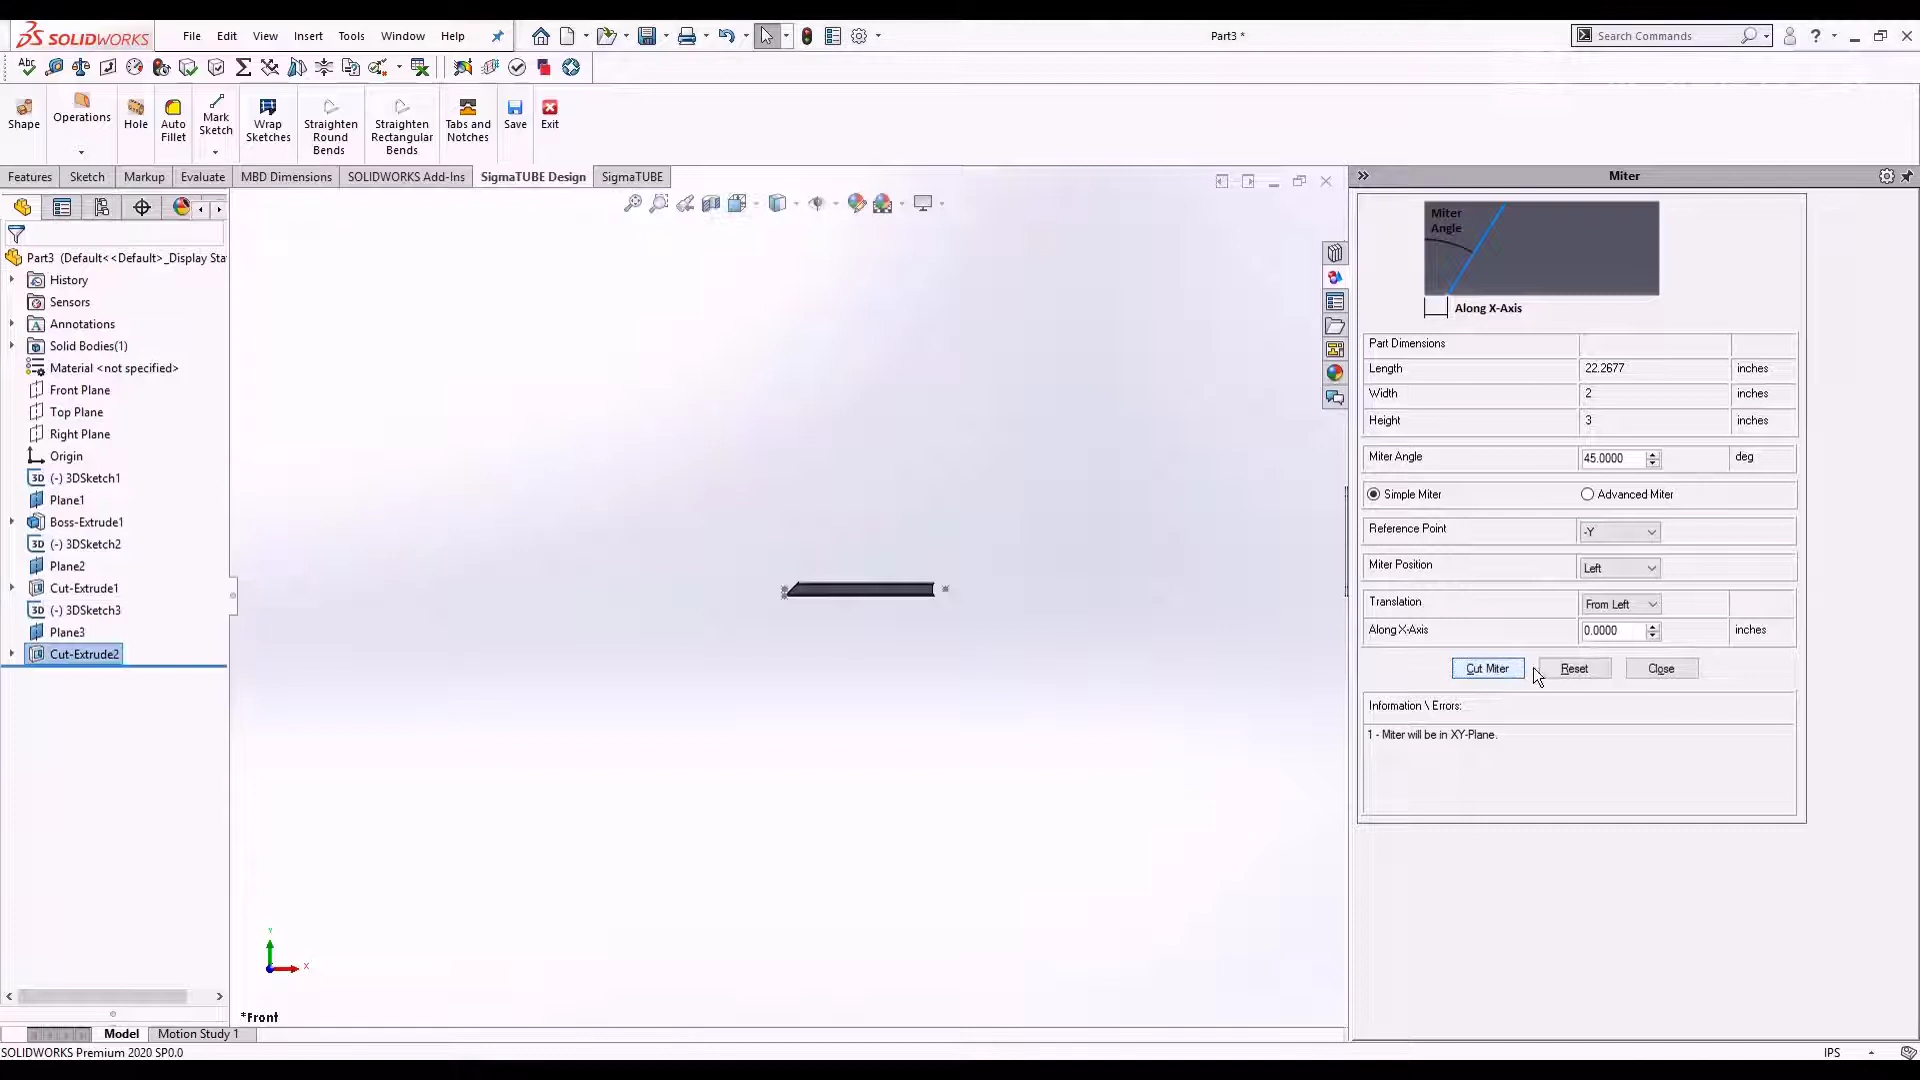 SOLIDWORKS
File Edit View Insert Tools Window Help
Part3 *
Search Commands
Shape
Operations
Hole
Auto Fillet
Mark Sketch
Wrap Sketches
Straighten Round Bends
Straighten Rectangular Bends
Tabs and Notches
Save
Exit
Features Sketch Markup Evaluate MBD Dimensions SOLIDWORKS Add-Ins SigmaTUBE Design SigmaTUBE
Miter
Part3 (Default<<Default>_Display Sta
History
Sensors
Annotations
Solid Bodies(1)
Material <not specified>
Front Plane
Top Plane
Right Plane
Origin
(-) 3DSketch1
Plane1
Boss-Extrude1
(-) 3DSketch2
Plane2
Cut-Extrude1
(-) 3DSketch3
Plane3
Cut-Extrude2
Y
X
*Front
Miter
Angle
Along X-Axis
Part Dimensions
Length 22.2677 inches
Width 2 inches
Height 3 inches
Miter Angle 45.0000 deg
Simple Miter Advanced Miter
Reference Point -Y
Miter Position Left
Translation From Left
Along X-Axis 0.0000 inches
Cut Miter Reset Close
Information \ Errors:
1 - Miter will be in XY-Plane.
Model Motion Study 1
SOLIDWORKS Premium 2020 SP0.0
IPS